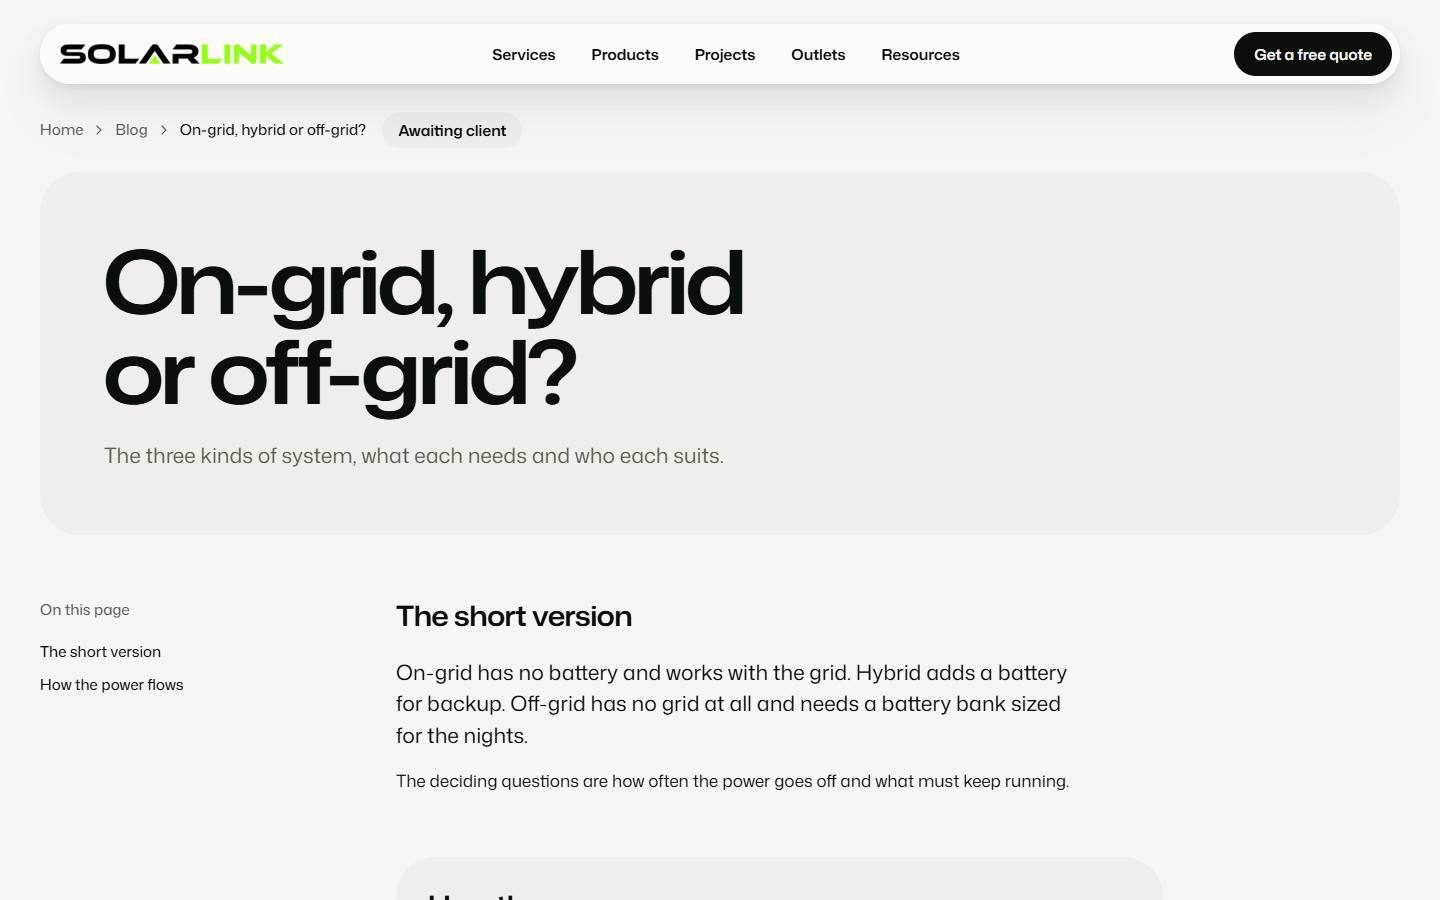 SOLARLINK
Services
Products
Projects
Outlets
Resources
Get a free quote
Home
Blog
On-grid, hybrid or off-grid?
Awaiting client
On-grid, hybrid
or off-grid?
The three kinds of system, what each needs and who each suits.
On this page
The short version
How the power flows
The short version
On-grid has no battery and works with the grid. Hybrid adds a battery
for backup. Off-grid has no grid at all and needs a battery bank sized
for the nights.
The deciding questions are how often the power goes off and what must keep running.